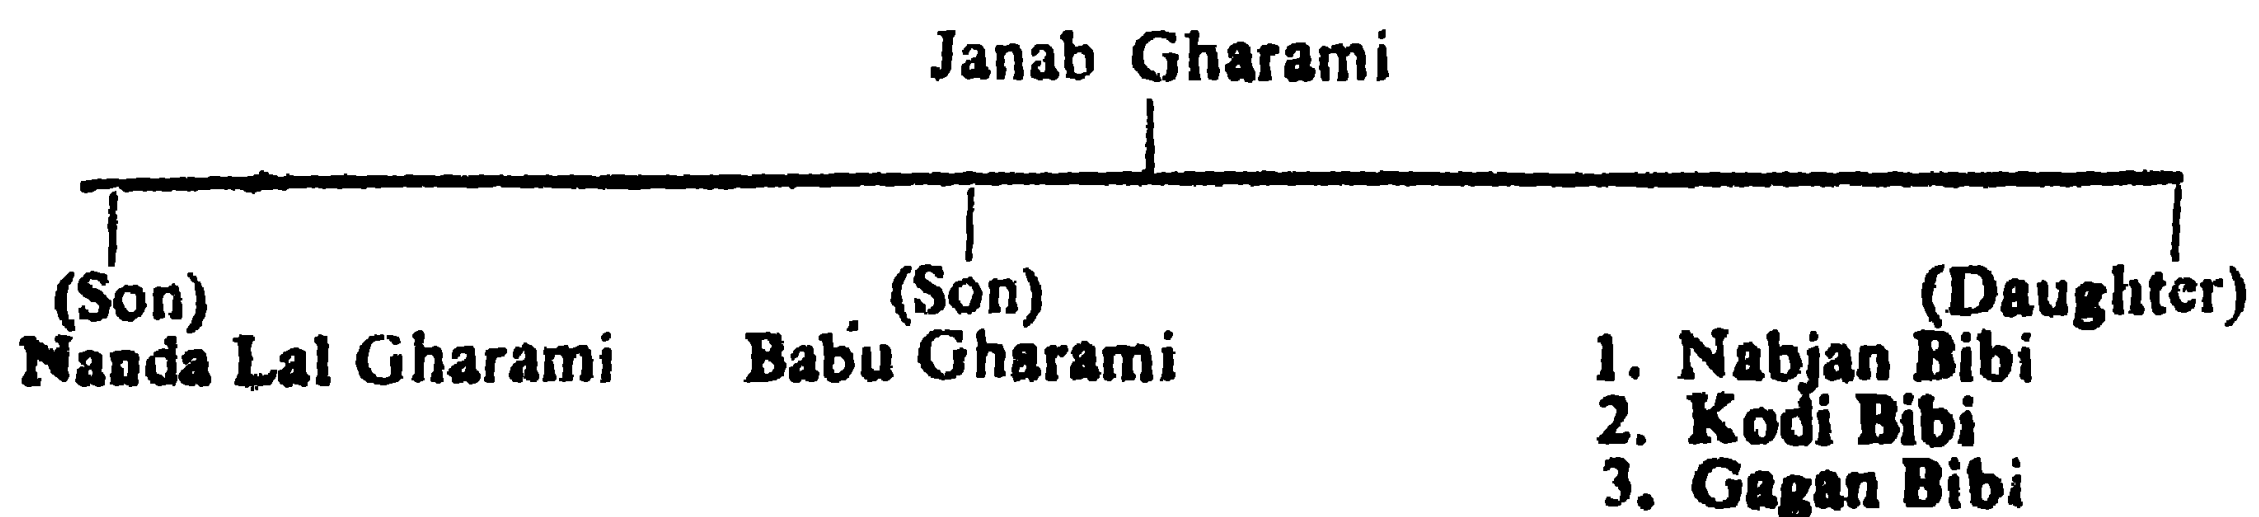 Janab Gharami
(Son) (Son) (Daughter)
Nanda Lal Gharami Babu Gharami 1. Nabjan Bibi
2. Kodi Bibi
3. Gagan Bibi